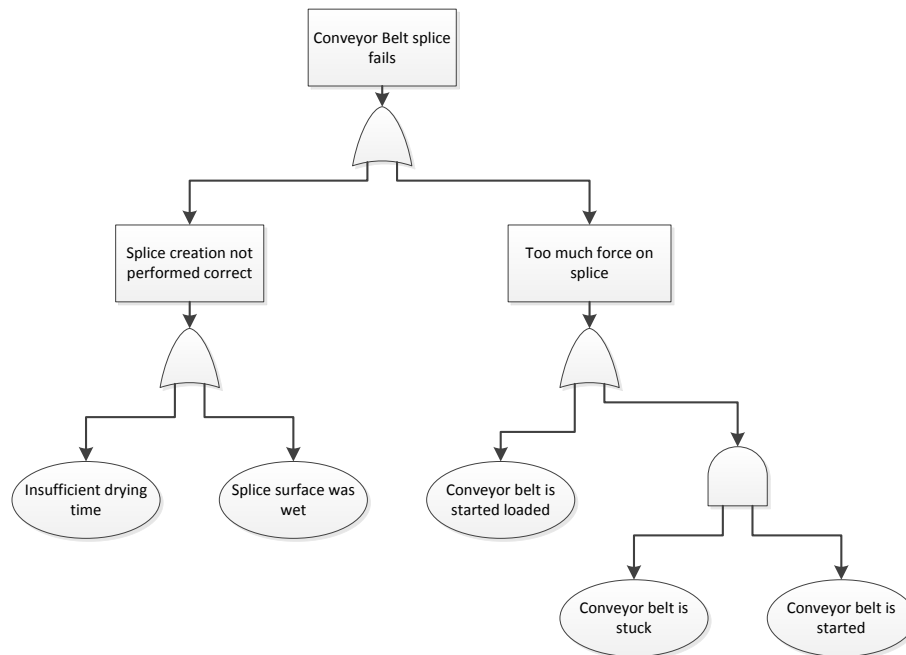 Conveyor Belt splice
fails
Splice creation not
performed correct
Too much force on
splice
Insufficient drying
time
Splice surface was
wet
Conveyor belt is
started loaded
Conveyor belt is
stuck
Conveyor belt is
started